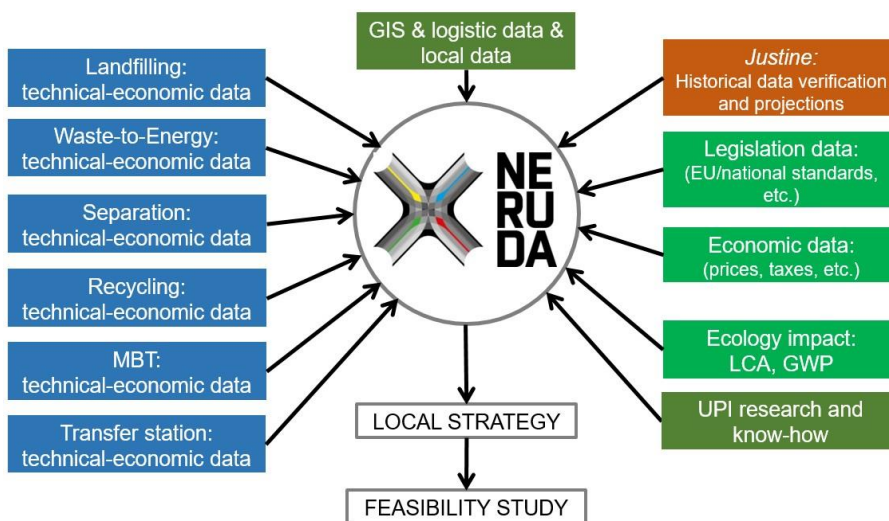 GIS & logistic data &
local data
Landfilling:
technical-economic data
Waste-to-Energy:
technical-economic data
Separation:
technical-economic data
Recycling:
technical-economic data
MBT:
technical-economic data
Transfer station:
technical-economic data
NE
RU
DA
Justine:
Historical data verification
and projections
Legislation data:
(EU/national standards,
etc.)
Economic data:
(prices, taxes, etc.)
Ecology impact:
LCA, GWP
UPI research and
know-how
LOCAL STRATEGY
FEASIBILITY STUDY